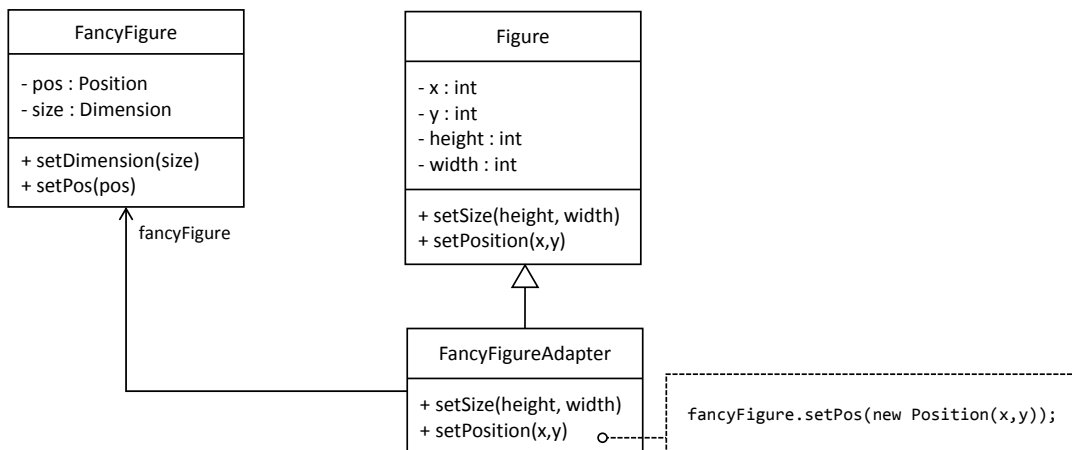 FancyFigure
- pos : Position
- size : Dimension
+ setDimension(size)
+ setPos(pos)
fancyFigure
Figure
- x : int
- y : int
- height : int
- width : int
+ setSize(height, width)
+ setPosition(x,y)
FancyFigureAdapter
+ setSize(height, width)
+ setPosition(x,y)
fancyFigure.setPos(new Position(x,y));